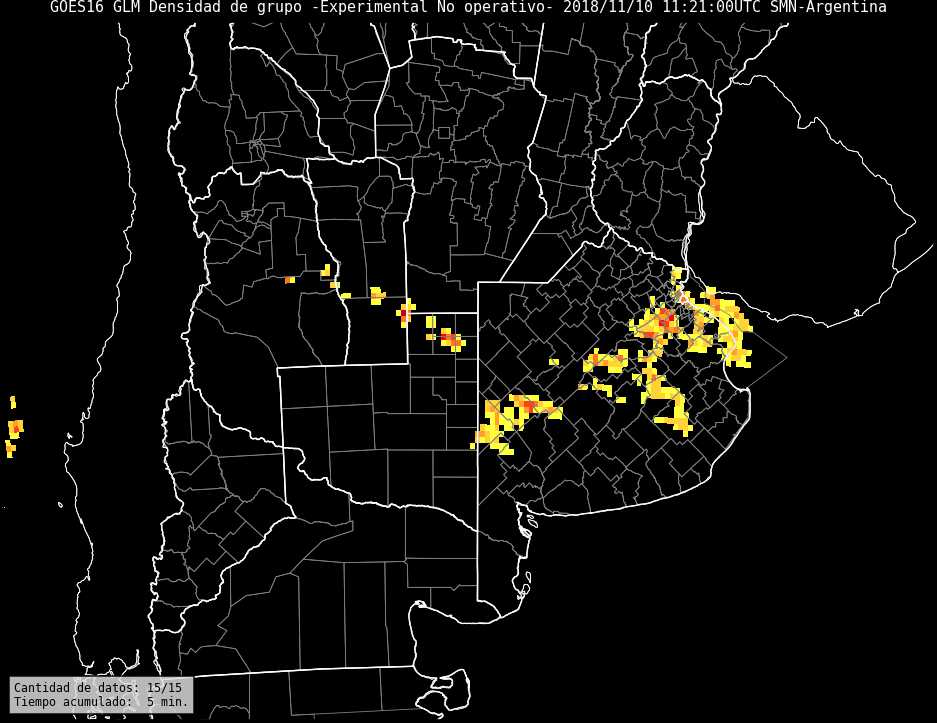 GOES16 GLM Densidad de grupo -Experimental No operativo- 2018/11/10 11:21:00UTC SMN-Argentina
Cantidad de datos: 15/15
Tiempo acumulado:  5 min.